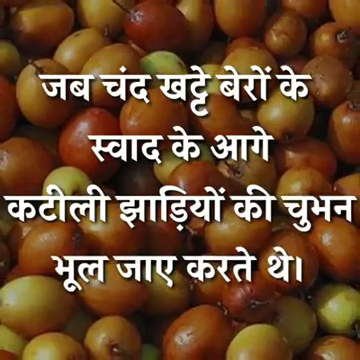 जब चंद खट्टे बेरों के
स्वाद के आगे
कटीली झाड़ियों की चुभन
भूल जाए करते थे।